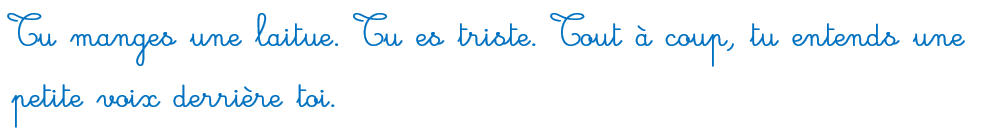 Tu manges une laitue. Tu es triste. Tout à coup, tu entends une
petite voix derrière toi.